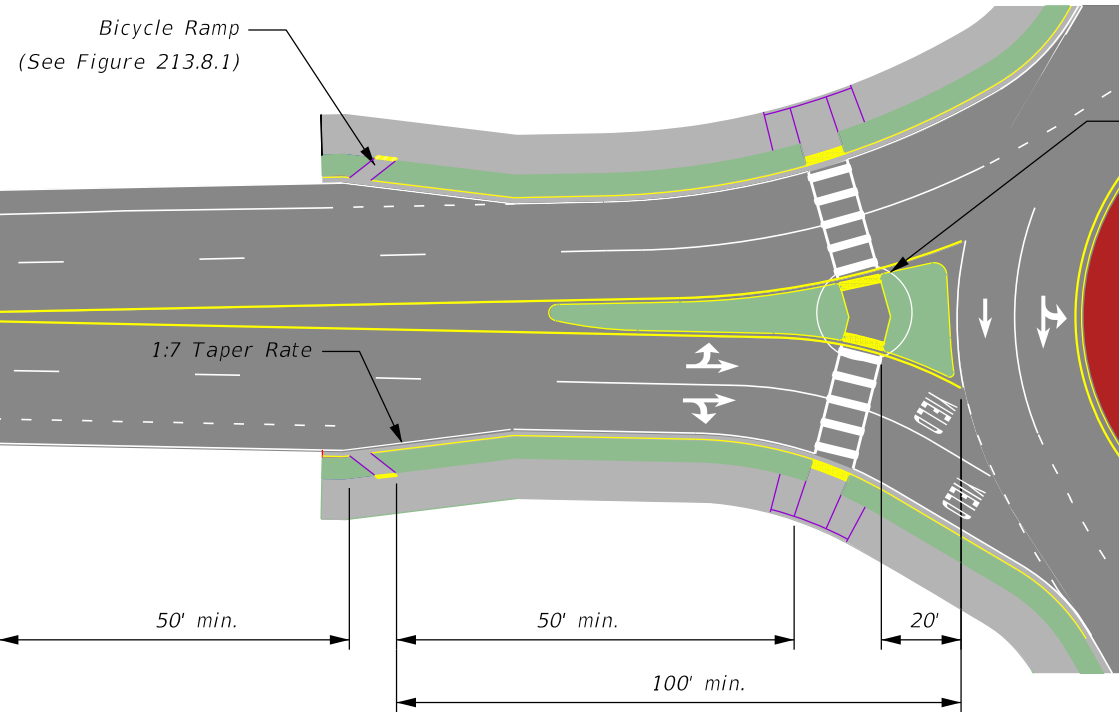 Bicycle Ramp
(See Figure 213.8.1)
1:7 Taper Rate
YIELD
YIELD
50' min.
50' min.
20'
100' min.